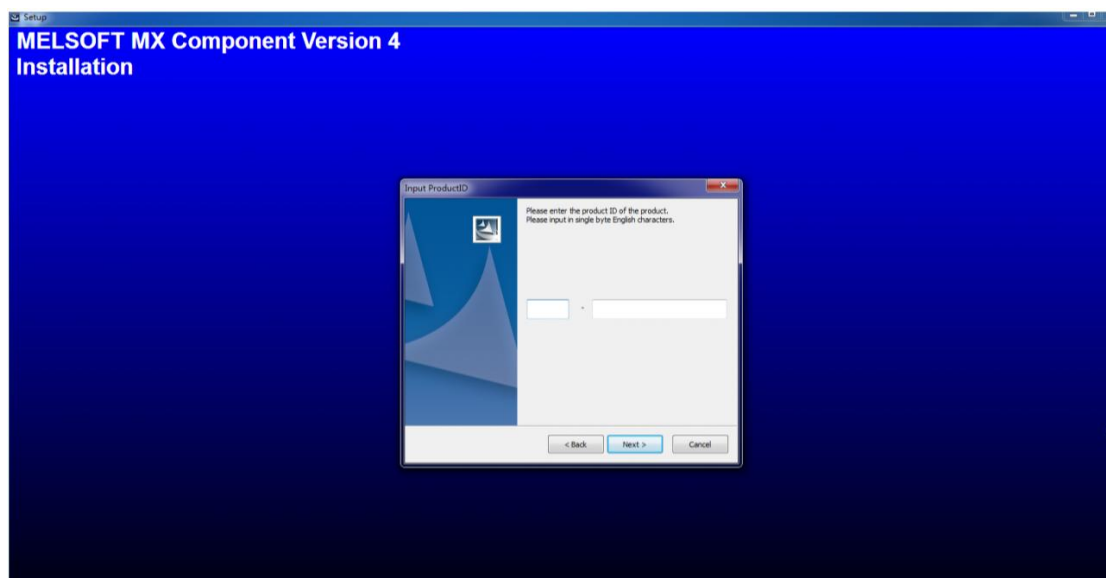 Setup
MELSOFT MX Component Version 4
Installation
Input ProductID
Please enter the product ID of the product.
Please input in single byte English characters.
-
< Back
Next >
Cancel